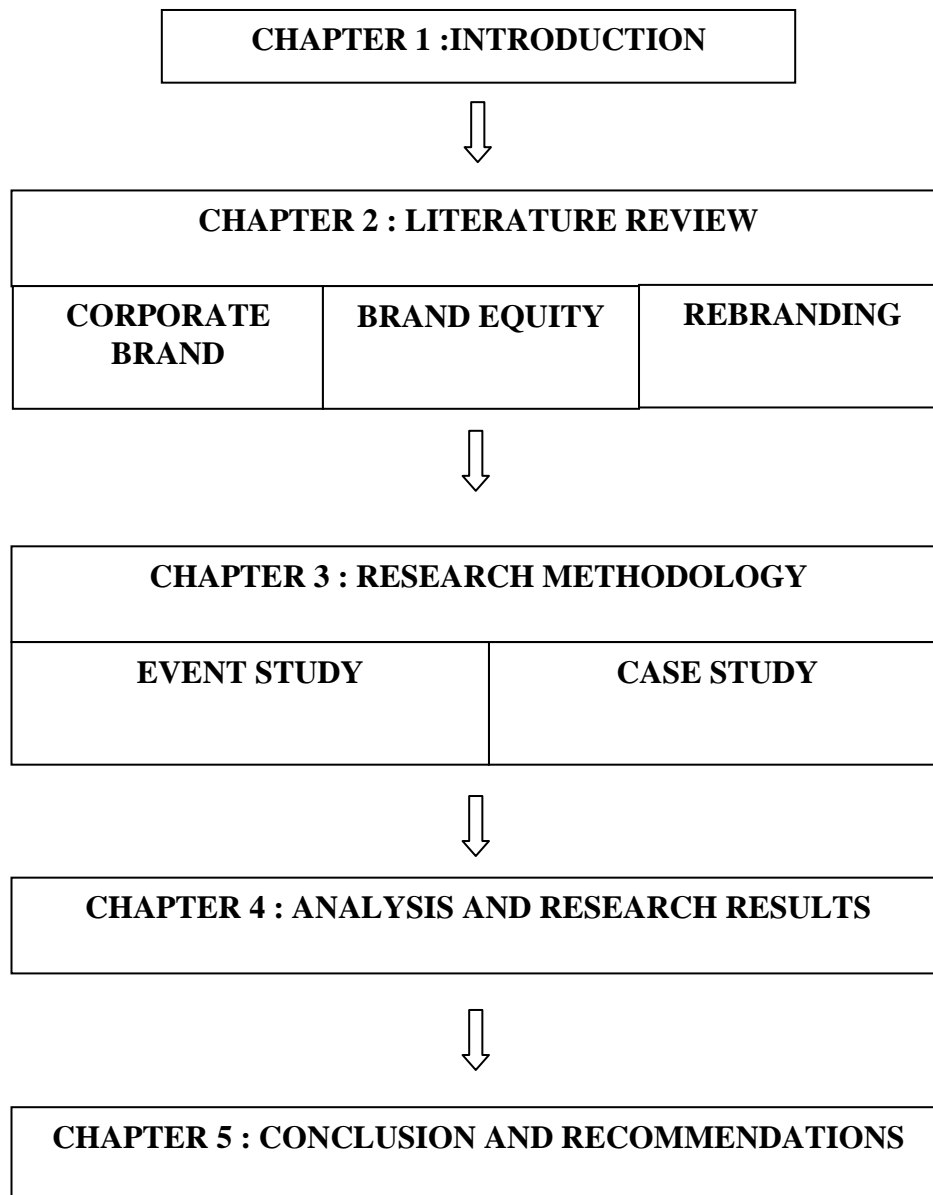 CHAPTER 1 :INTRODUCTION
CHAPTER 2 : LITERATURE REVIEW
CORPORATE
BRAND
BRAND EQUITY
REBRANDING
CHAPTER 3 : RESEARCH METHODOLOGY
EVENT STUDY
CASE STUDY
CHAPTER 4 : ANALYSIS AND RESEARCH RESULTS
CHAPTER 5 : CONCLUSION AND RECOMMENDATIONS